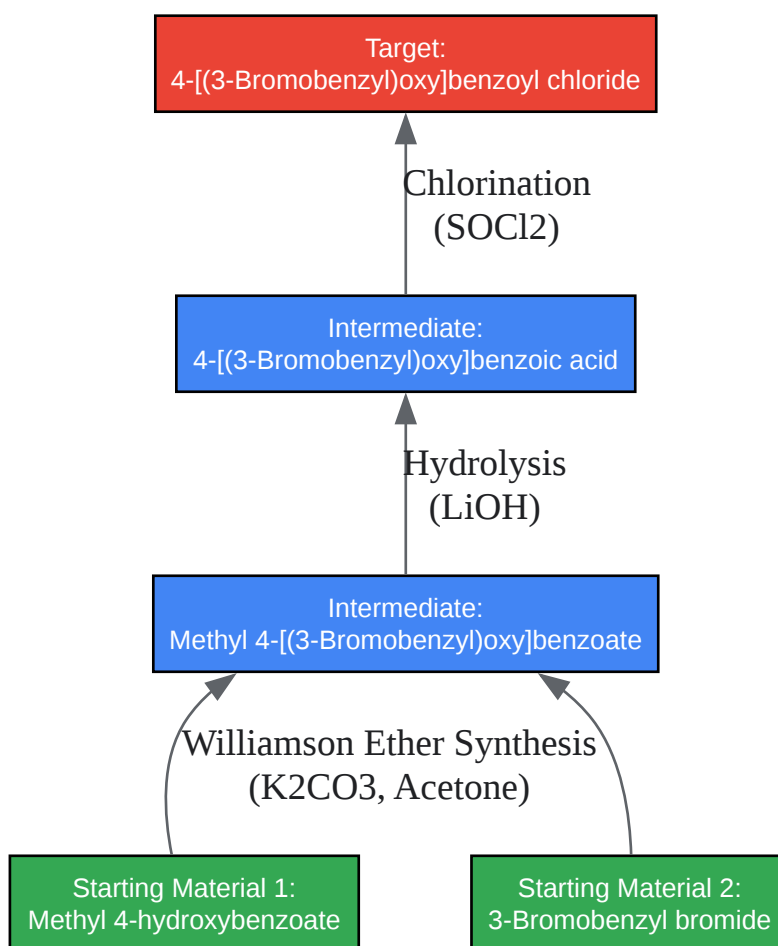 Target:
4-[(3-Bromobenzyl)oxy]benzoyl chloride
Chlorination
(SOCl2)
Intermediate:
4-[(3-Bromobenzyl)oxy]benzoic acid
Hydrolysis
(LiOH)
Intermediate:
Methyl 4-[(3-Bromobenzyl)oxy]benzoate
Williamson Ether Synthesis
(K2CO3, Acetone)
Starting Material 1:
Methyl 4-hydroxybenzoate
Starting Material 2:
3-Bromobenzyl bromide